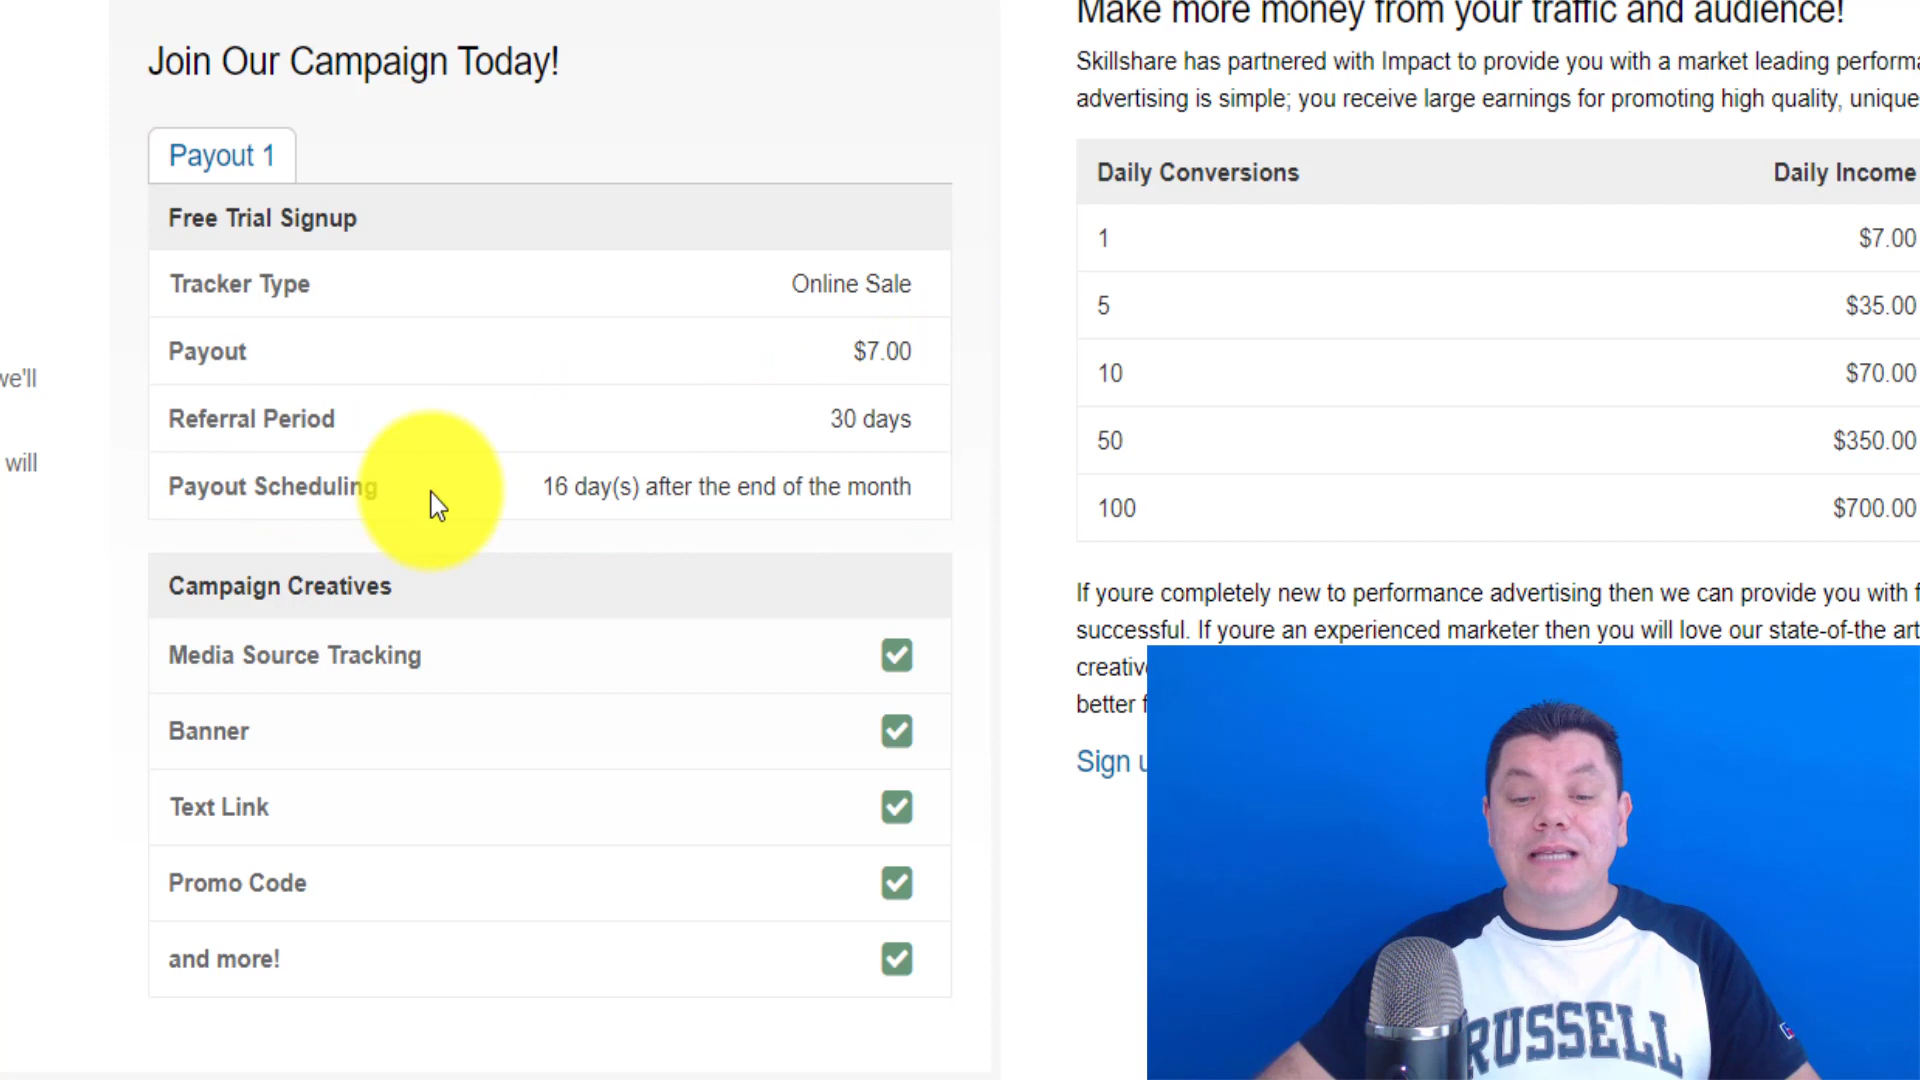 Join Our Campaign Today!
Payout 1
Free Trial Signup
Tracker Type Online Sale
Payout $7.00
Referral Period 30 days
Payout Scheduling 16 day(s) after the end of the month
Campaign Creatives
Media Source Tracking
Banner
Text Link
Promo Code
and more!
we'll
will
Make more money from your traffic and audience!
Skillshare has partnered with Impact to provide you with a market leading performa
advertising is simple; you receive large earnings for promoting high quality, unique
Daily Conversions Daily Income
1 $7.00
5 $35.00
10 $70.00
50 $350.00
100 $700.00
If youre completely new to performance advertising then we can provide you with f
successful. If youre an experienced marketer then you will love our state-of-the art
creativ
better f
Sign u
RUSSELL